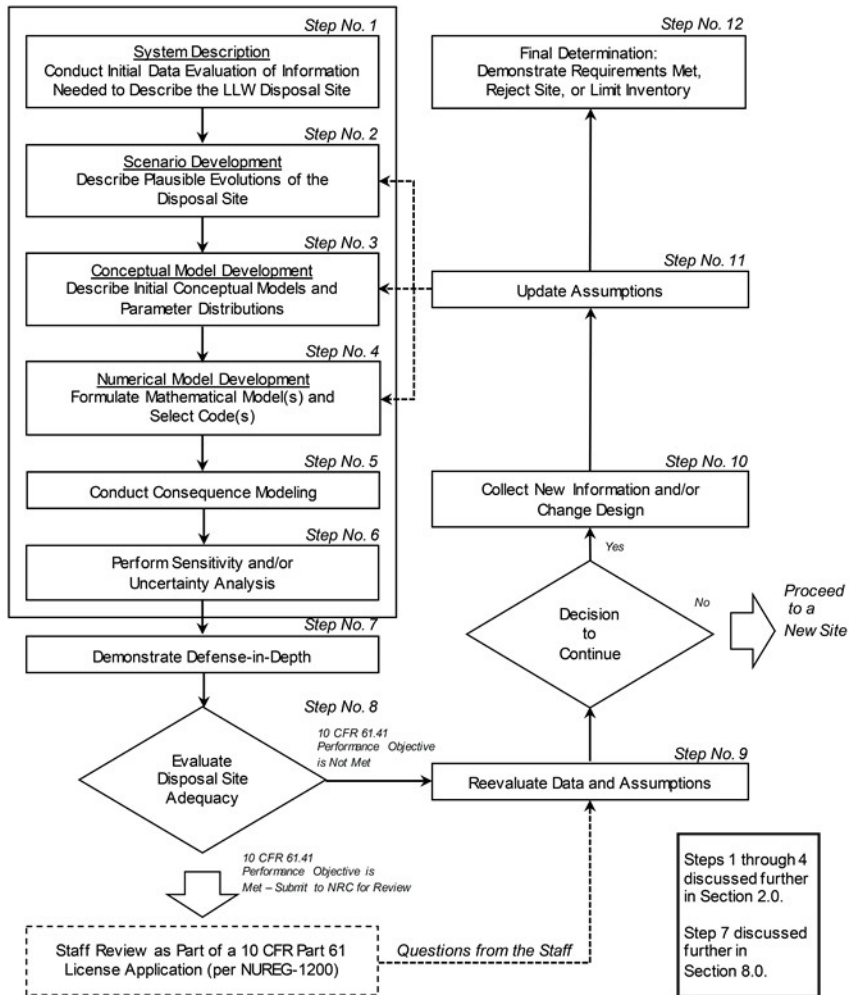 Step No. 1
System Description
Conduct Initial Data Evaluation of Information
Needed to Describe the LLW Disposal Site
Step No. 2
Scenario Development
Describe Plausible Evolutions of the
Disposal Site
Step No. 3
Conceptual Model Development
Describe Initial Conceptual Models and
Parameter Distributions
Step No. 4
Numerical Model Development
Formulate Mathematical Model(s) and
Select Code(s)
Step No. 5
Conduct Consequence Modeling
Step No. 6
Perform Sensitivity and/or
Uncertainty Analysis
Step No. 7
Demonstrate Defense-in-Depth
Step No. 8
Evaluate
Disposal Site
Adequacy
10 CFR 61.41
Performance Objective
is Not Met
10 CFR 61.41
Performance Objective is
Met – Submit to NRC for Review
Staff Review as Part of a 10 CFR Part 61
License Application (per NUREG-1200)
Questions from the Staff
Step No. 9
Reevaluate Data and Assumptions
Decision
to
Continue
No
Proceed
to a
New Site
Yes
Step No. 10
Collect New Information and/or
Change Design
Step No. 11
Update Assumptions
Step No. 12
Final Determination:
Demonstrate Requirements Met,
Reject Site, or Limit Inventory
Steps 1 through 4
discussed further
in Section 2.0.
Step 7 discussed
further in
Section 8.0.